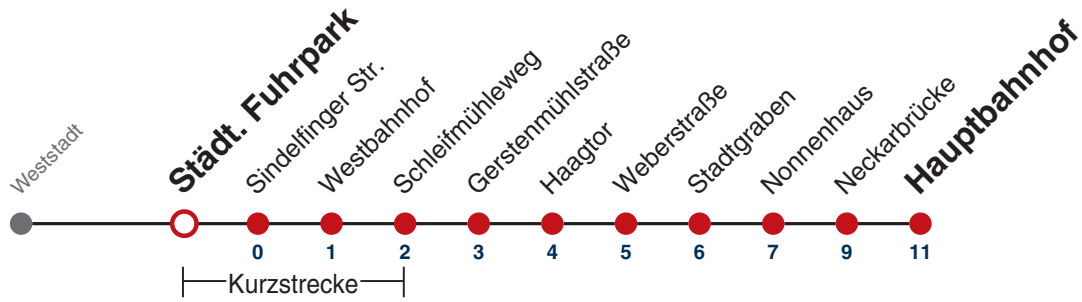 Weststadt
Städt. Fuhrpark
Sindelfinger Str.
Westbahnhof
Schleifmühleweg
Gerstenmühlstraße
Haagtor
Weberstraße
Stadtgraben
Nonnenhaus
Neckarbrücke
Hauptbahnhof
0 1 2 3 4 5 6 7 9 11
Kurzstrecke